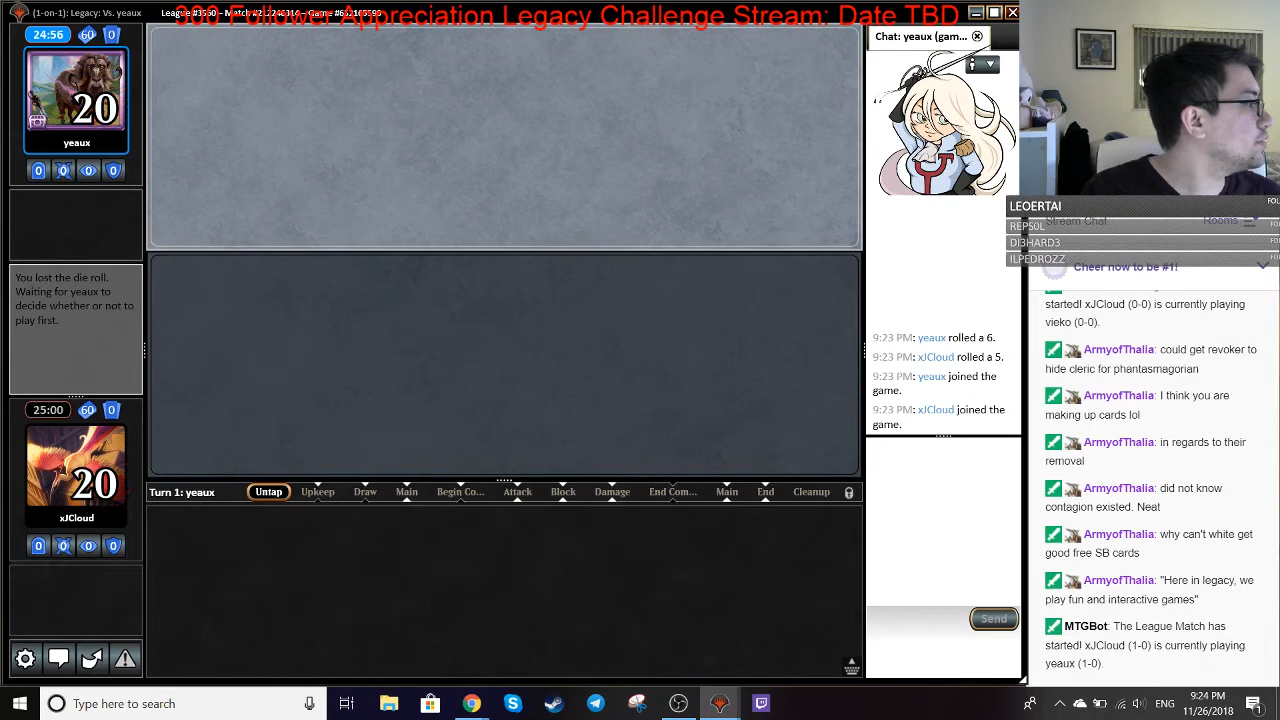 (1-on-1): Legacy: Vs. yeaux
Appreciation Legacy Challenge Stream: Date TBD
24:56 60 0
20
yeaux
0 0 0 0
You lost the die roll.
Waiting for yeaux to
decide whether or not to
play first.
25:00 60 0
20
xJCloud
0 0 0 0
Turn 1: yeaux
Untap Upkeep Draw Main Begin Co... Attack Block Damage End Com... Main End Cleanup
Chat: yeaux (gam...
9:23 PM: yeaux rolled a 6.
9:23 PM: xJCloud rolled a 5.
9:23 PM: yeaux joined the
game.
9:23 PM: xJCloud joined the
game.
Send
LEOERTAI
REPS0L
DI3HARD3
ILPEDROZZ
Stream Chat Rooms
Cheer now to be #1!
started! xJCloud (0-0) is currently playing
vieko (0-0).
ArmyofThalia: could get revoker to
hide cleric for phantasmagorian
ArmyofThalia: I think you are
making up cards lol
ArmyofThalia: in regards to their
removal
ArmyofThalia: did not know
contagion existed. Neat
ArmyofThalia: why can't white get
good free SB cards
ArmyofThalia: "Here in legacy, we
play fun and interactive games"
MTGBot: The League Match has
started! xJCloud (1-0) is currently playing
yeaux (1-0).
Type here to search
ENG
9:24 PM
11/26/2018